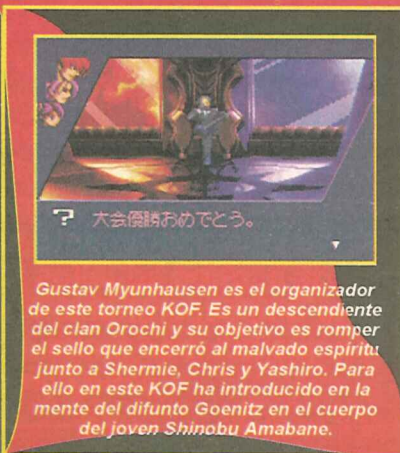 ? 大会優勝おめでとう。
Gustav Myunhausen es el organizador
de este torneo KOF. Es un descendiente
del clan Orochi y su objetivo es romper
el sello que encerró al malvado espíritu
junto a Shermie, Chris y Yashiro. Para
ello en este KOF ha introducido en la
mente del difunto Goenitz en el cuerpo
del joven Shinobu Amabane.